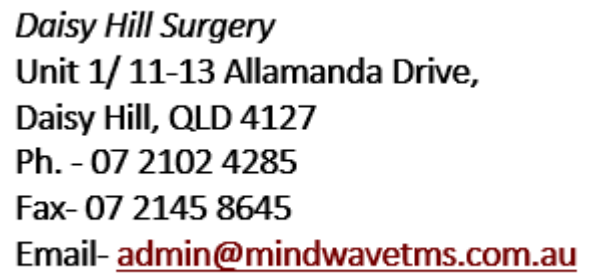 Daisy Hill Surgery
Unit 1/ 11-13 Allamanda Drive,
Daisy Hill, QLD 4127
Ph. - 07 2102 4285
Fax- 07 2145 8645
Email- admin@mindwavetms.com.au